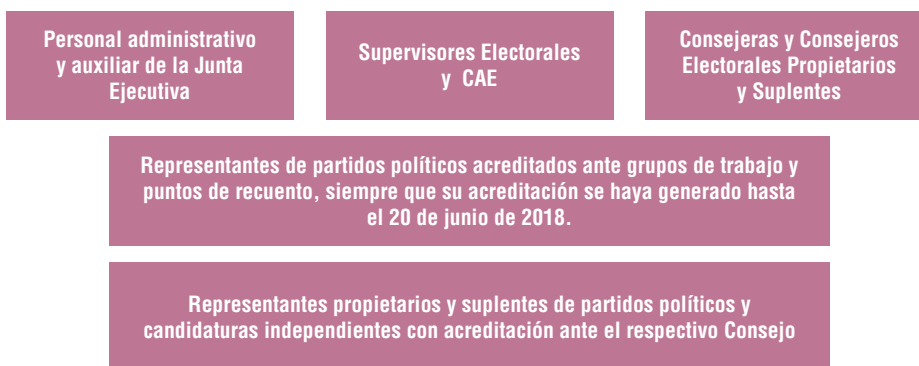 Personal administrativo
y auxiliar de la Junta
Ejecutiva
Supervisores Electorales
y CAE
Consejeras y Consejeros
Electorales Propietarios
y Suplentes
Representantes de partidos políticos acreditados ante grupos de trabajo y
puntos de recuento, siempre que su acreditación se haya generado hasta
el 20 de junio de 2018.
Representantes propietarios y suplentes de partidos políticos y
candidaturas independientes con acreditación ante el respectivo Consejo